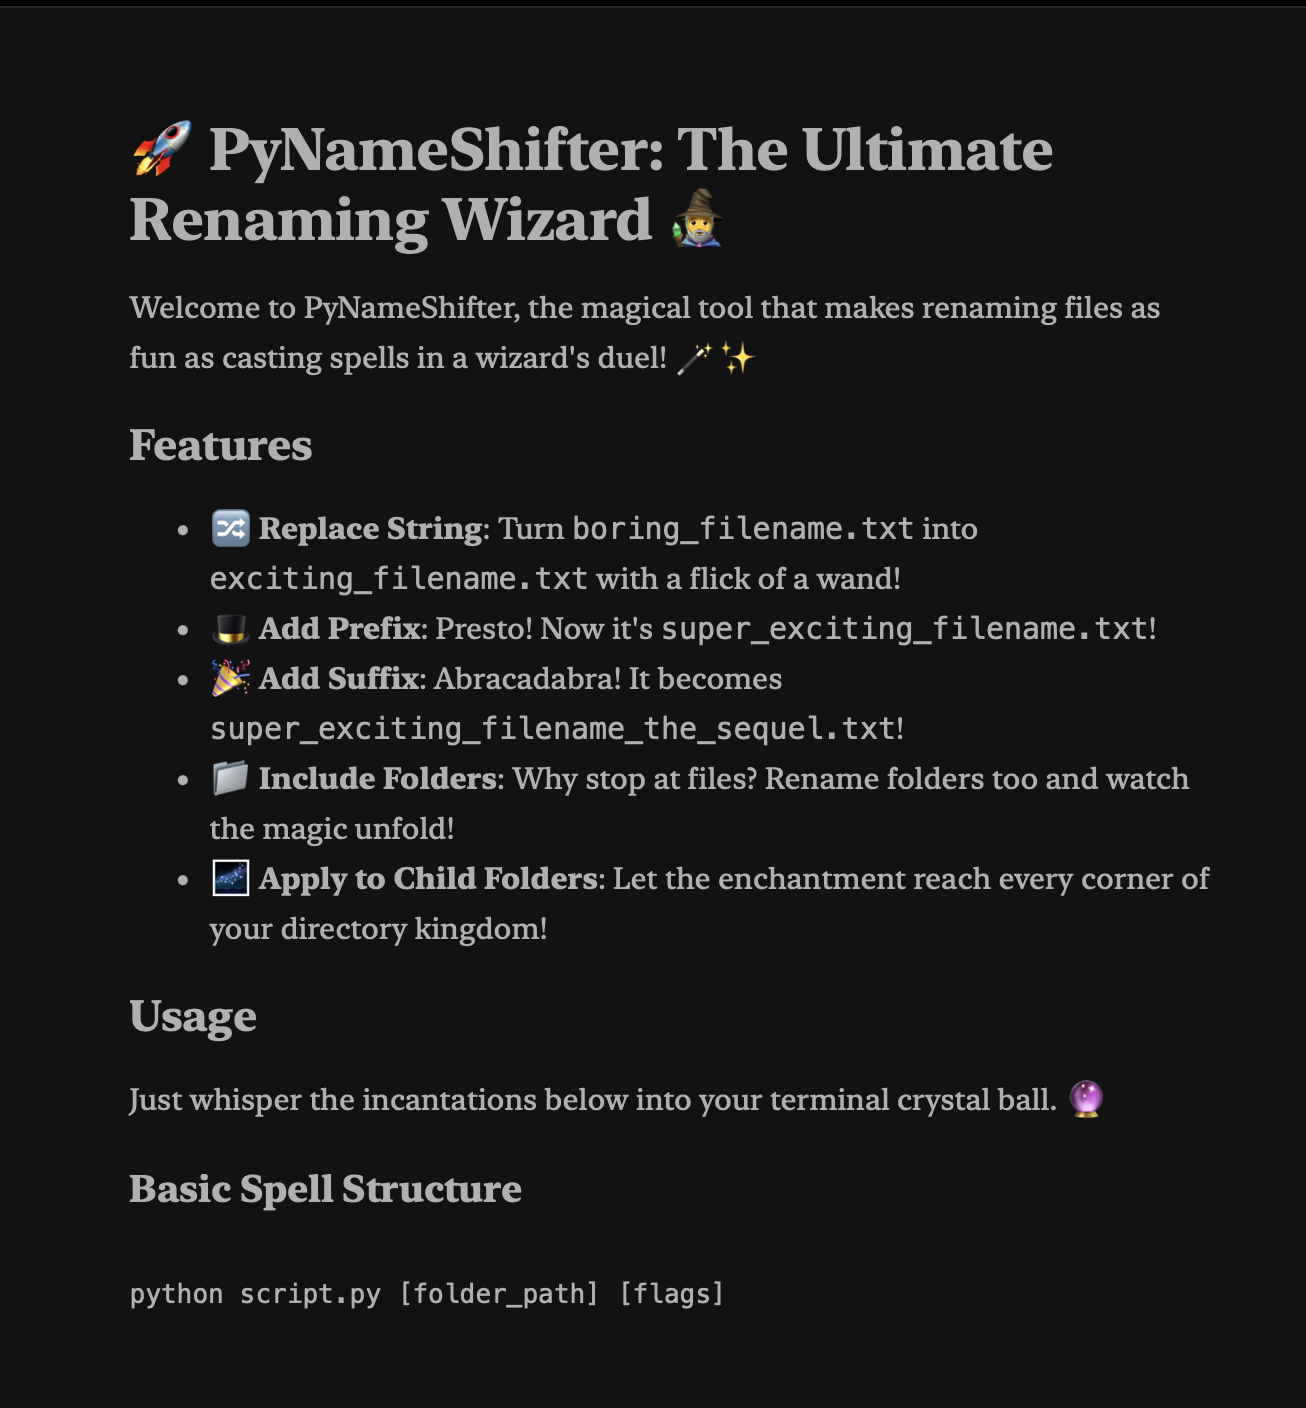 🚀 PyNameShifter: The Ultimate
Renaming Wizard 🧙‍♂️
Welcome to PyNameShifter, the magical tool that makes renaming files as
fun as casting spells in a wizard's duel! 🪄✨
Features
• 🔀 Replace String: Turn boring_filename.txt into
exciting_filename.txt with a flick of a wand!
• 🎩 Add Prefix: Presto! Now it's super_exciting_filename.txt!
• 🎉 Add Suffix: Abracadabra! It becomes
super_exciting_filename_the_sequel.txt!
• 📁 Include Folders: Why stop at files? Rename folders too and watch
the magic unfold!
• 🌌 Apply to Child Folders: Let the enchantment reach every corner of
your directory kingdom!
Usage
Just whisper the incantations below into your terminal crystal ball. 🔮
Basic Spell Structure
python script.py [folder_path] [flags]